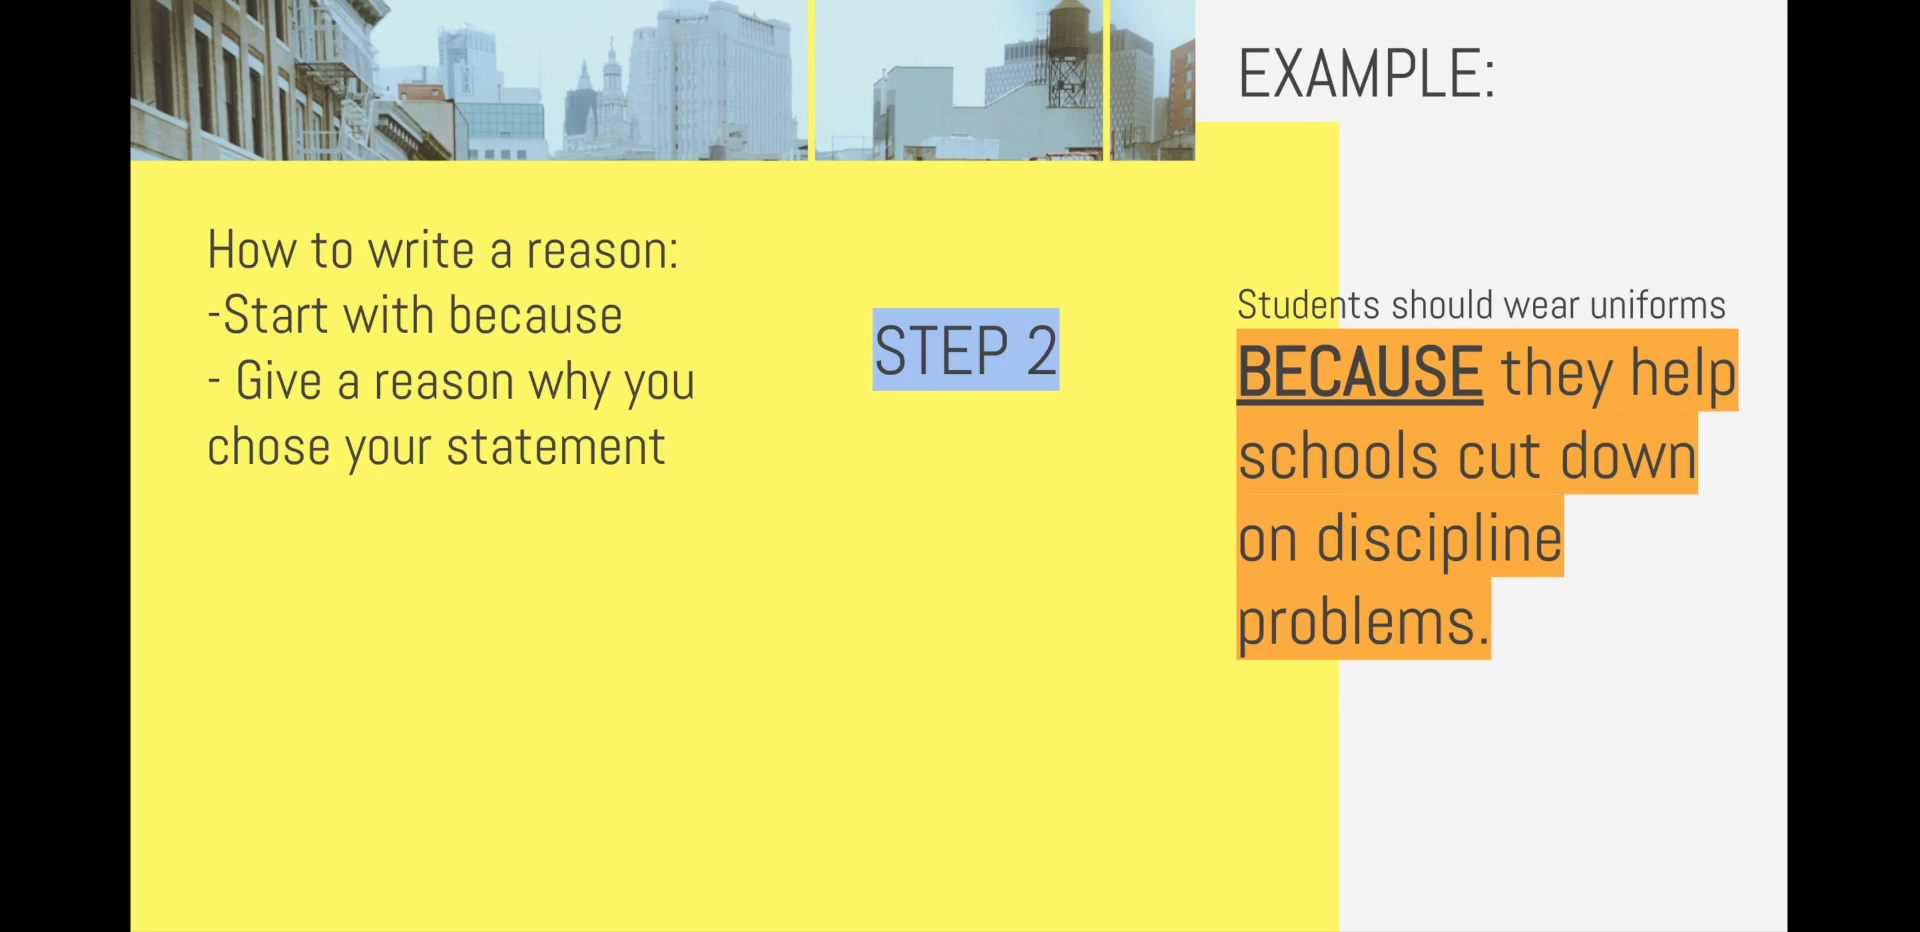 How to write a reason:
-Start with because
- Give a reason why you
chose your statement
STEP 2
EXAMPLE:
Students should wear uniforms
BECAUSE they help
schools cut down
on discipline
problems.